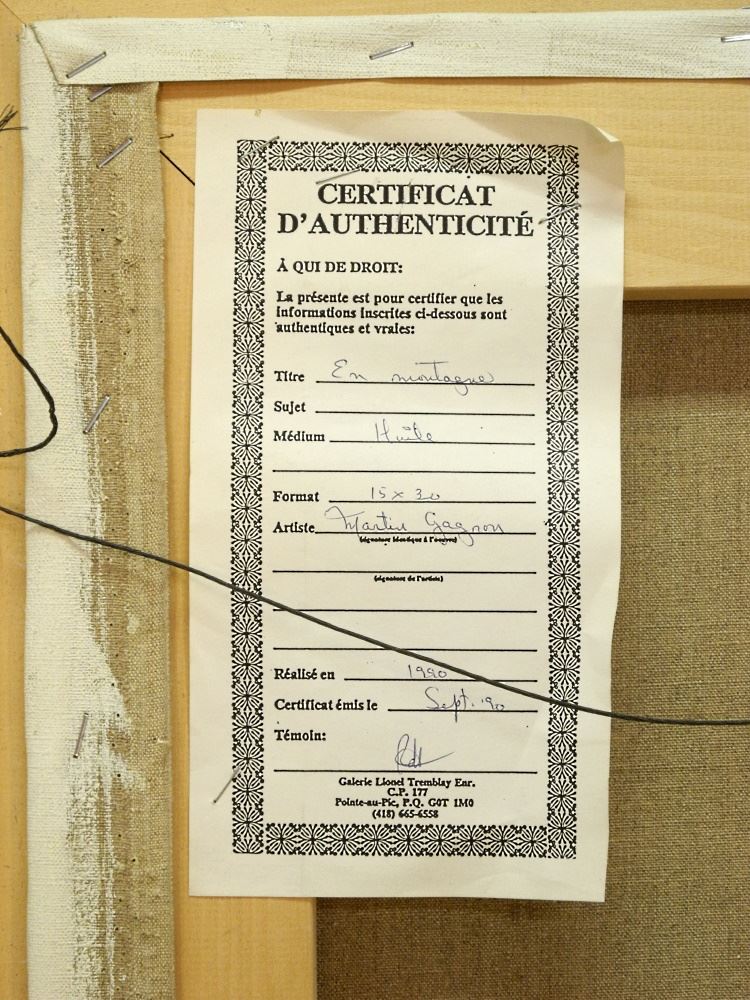 CERTIFICAT
D'AUTHENTICITÉ
À QUI DE DROIT:
La présente est pour certifier que les
informations inscrites ci-dessous sont
authentiques et vraies:
Titre En montagne
Sujet
Médium Huile
Format 15 x 30
Artiste Martin Gagnon
(signature identique à l'oeuvre)
(signature de l'artiste)
Réalisé en 1990
Certificat émis le Sept. '90
Témoin:
Galerie Lionel Tremblay Enr.
C.P. 177
Pointe-au-Pic, P.Q. G0T 1M0
(418) 665-6558